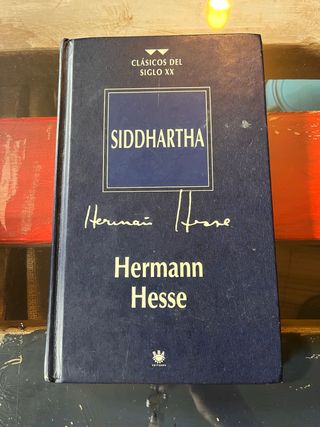 CLÁSICOS DEL
SIGLO XX
SIDDHARTHA
Hermann Hesse
Hermann
Hesse